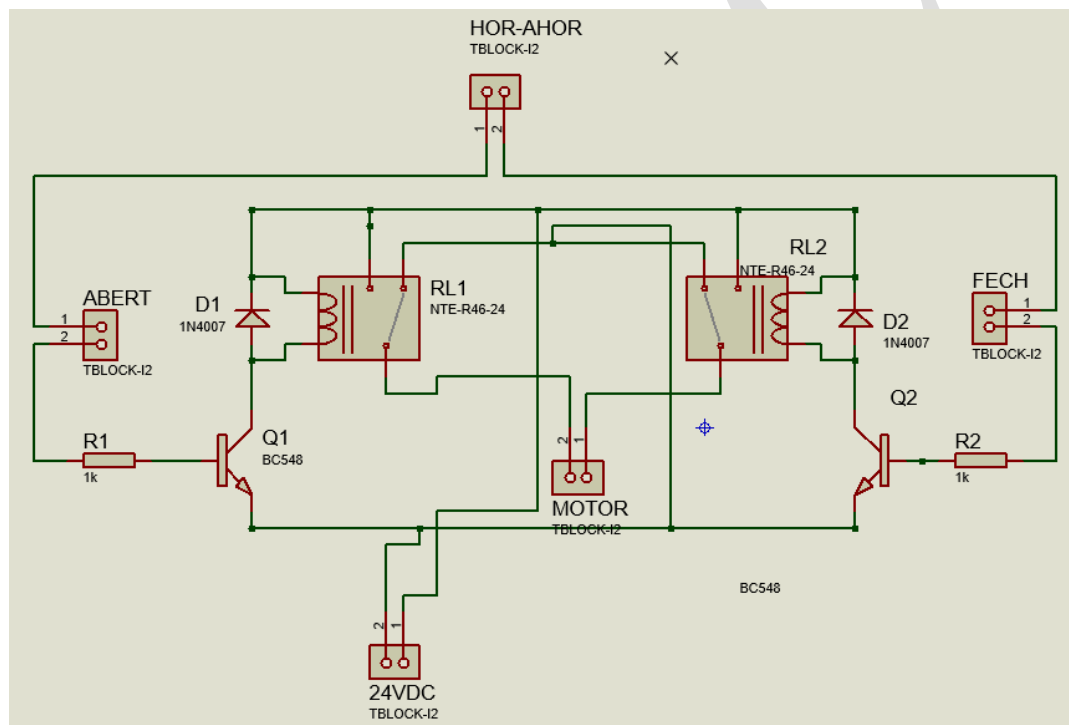 HOR-AHOR
TBLOCK-I2
1
2
ABERT
1
2
TBLOCK-I2
D1
1N4007
RL1
NTE-R46-24
RL2
NTE-R46-24
D2
1N4007
FECH
1
2
TBLOCK-I2
R1
1k
Q1
BC548
2
1
MOTOR
TBLOCK-I2
Q2
R2
1k
BC548
2
1
24VDC
TBLOCK-I2